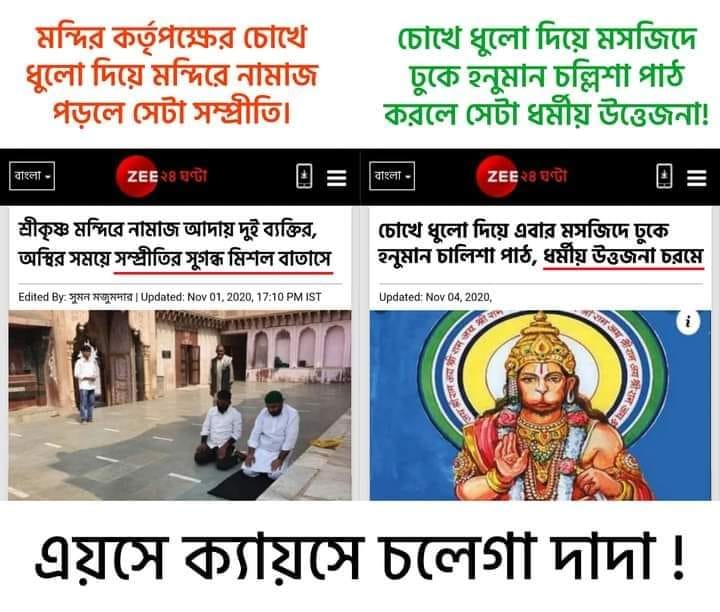 মন্দির কর্তৃপক্ষের চোখে
ধুলো দিয়ে মন্দিরে নামাজ
পড়লে সেটা সম্প্রীতি।
চোখে ধুলো দিয়ে মসজিদে
ঢুকে হনুমান চল্লিশা পাঠ
করলে সেটা ধর্মীয় উত্তেজনা!
বাংলা
ZEE ২৪ ঘণ্টা
শ্রীকৃষ্ণ মন্দিরে নামাজ আদায় দুই ব্যক্তির,
অস্থির সময়ে সম্প্রীতির সুগন্ধ মিশল বাতাসে
Edited By: সুমন মজুমদার | Updated: Nov 01, 2020, 17:10 PM IST
বাংলা
ZEE ২৪ ঘণ্টা
চোখে ধুলো দিয়ে এবার মসজিদে ঢুকে
হনুমান চালিশা পাঠ, ধর্মীয় উত্তজনা চরমে
Updated: Nov 04, 2020,
i
এয়সে ক্যায়সে চলেগা দাদা !